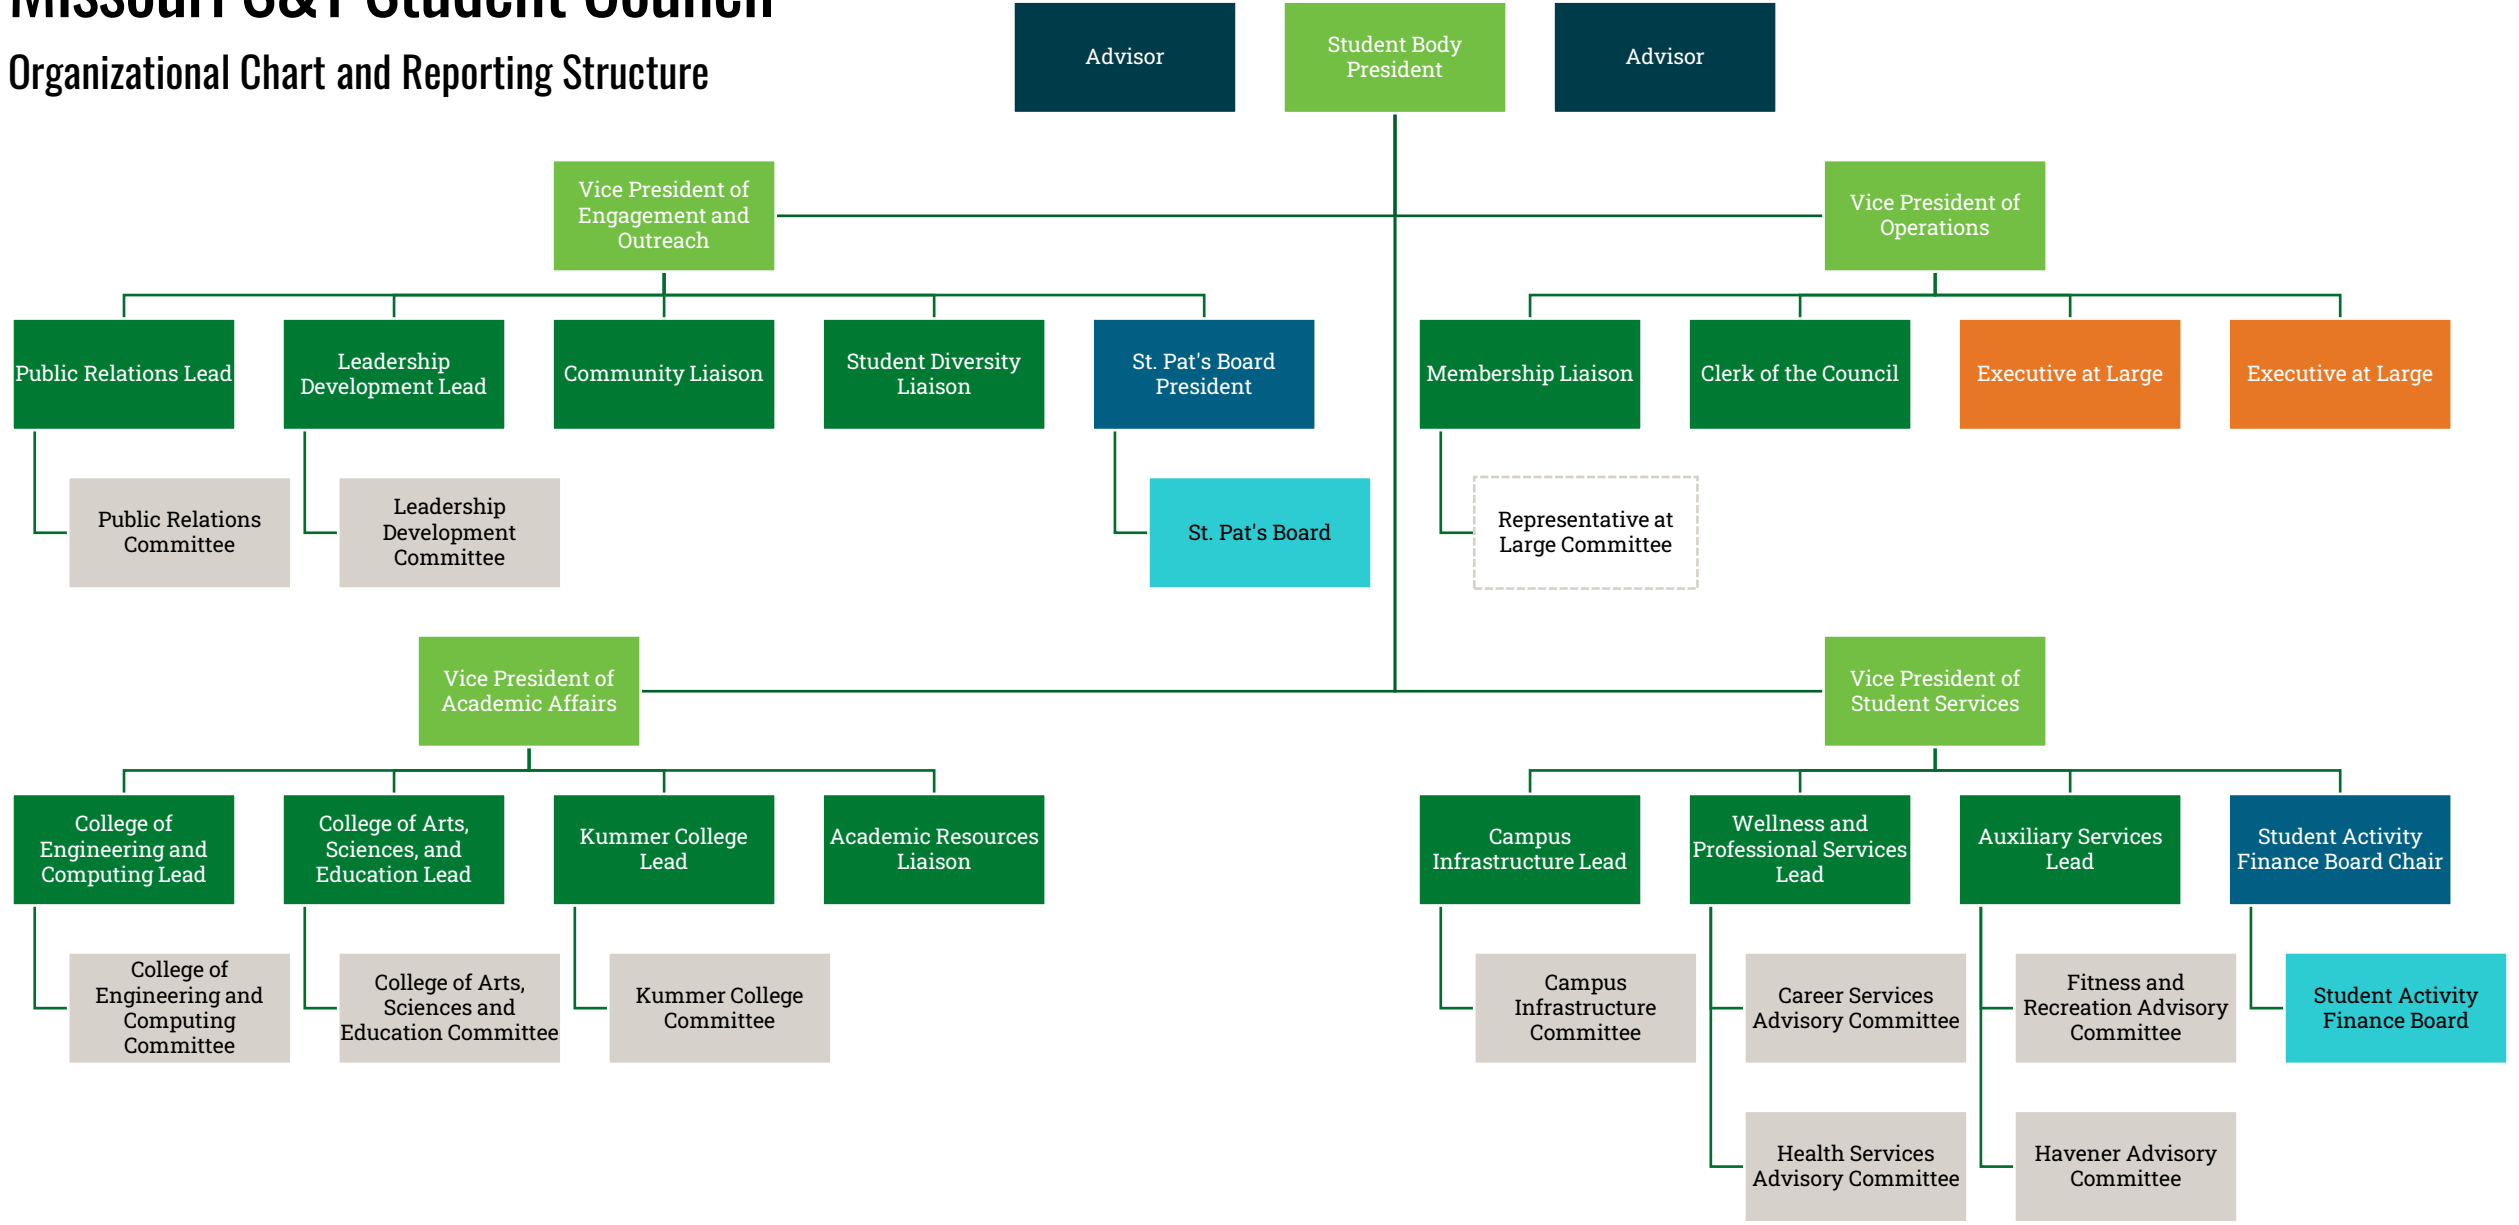 Missouri S&T Student Council
Organizational Chart and Reporting Structure
Advisor
Student Body
President
Advisor
Vice President of
Engagement and
Outreach
Vice President of
Operations
Public Relations Lead
Leadership
Development Lead
Community Liaison
Student Diversity
Liaison
St. Pat's Board
President
Membership Liaison
Clerk of the Council
Executive at Large
Executive at Large
Public Relations
Committee
Leadership
Development
Committee
St. Pat's Board
Representative at
Large Committee
Vice President of
Academic Affairs
Vice President of
Student Services
College of
Engineering and
Computing Lead
College of Arts,
Sciences, and
Education Lead
Kummer College
Lead
Academic Resources
Liaison
Campus
Infrastructure Lead
Wellness and
Professional Services
Lead
Auxiliary Services
Lead
Student Activity
Finance Board Chair
College of
Engineering and
Computing
Committee
College of Arts,
Sciences and
Education Committee
Kummer College
Committee
Campus
Infrastructure
Committee
Career Services
Advisory Committee
Fitness and
Recreation Advisory
Committee
Student Activity
Finance Board
Health Services
Advisory Committee
Havener Advisory
Committee